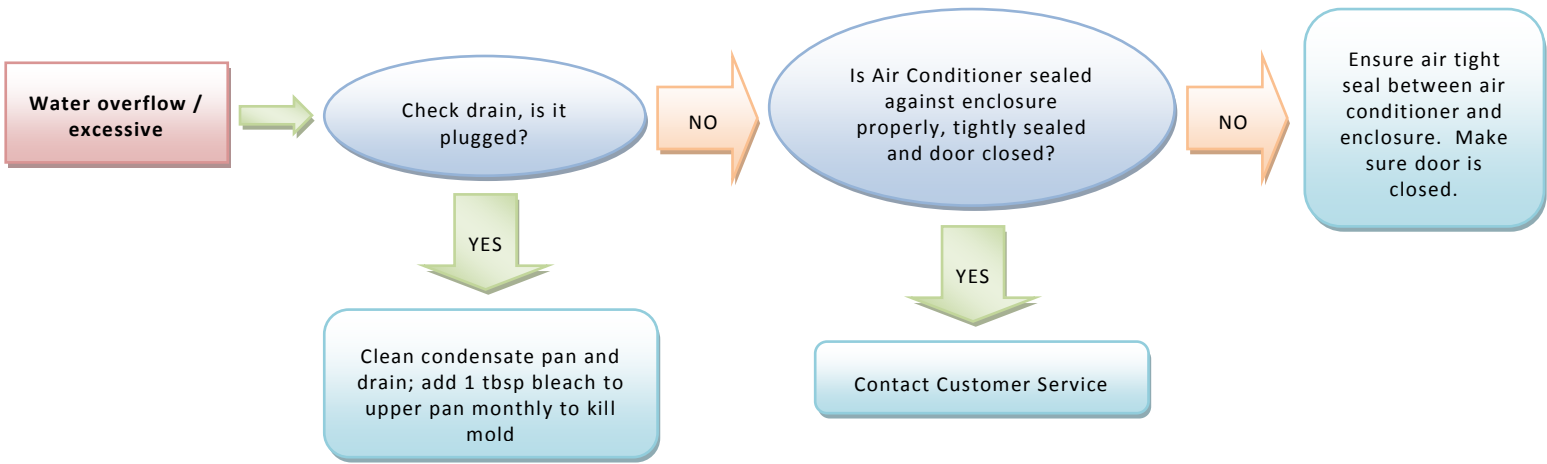 Water overflow /
excessive
Check drain, is it
plugged?
NO
Is Air Conditioner sealed
against enclosure
properly, tightly sealed
and door closed?
NO
Ensure air tight
seal between air
conditioner and
enclosure.  Make
sure door is
closed.
YES
Clean condensate pan and
drain; add 1 tbsp bleach to
upper pan monthly to kill
mold
YES
Contact Customer Service